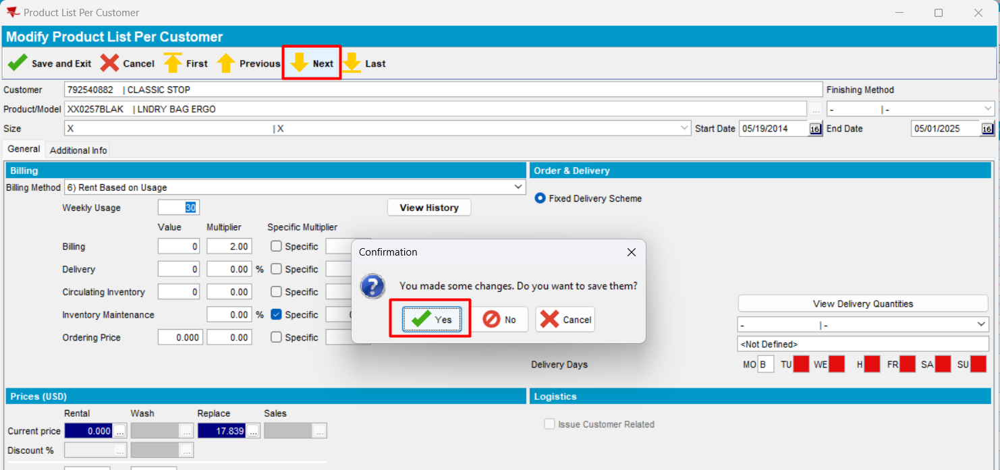 Product List Per Customer
Modify Product List Per Customer
Save and Exit Cancel First Previous Next Last
Customer 792540882 | CLASSIC STOP Finishing Method
Product/Model XX0257BLAK | LNDRY BAG ERGO ... - | -
Size X | X Start Date 05/19/2014 16 End Date 05/01/2025 16
General Additional Info
Billing Order & Delivery
Billing Method 6) Rent Based on Usage
Fixed Delivery Scheme
Weekly Usage 30 View History
Value Multiplier Specific Multiplier
Billing 0 2.00 Specific
Confirmation
Delivery 0 0.00 % Specific
You made some changes. Do you want to save them?
Circulating Inventory 0 0.00 Specific
View Delivery Quantities
Inventory Maintenance 0.00 % Specific
Yes No Cancel
- | -
Ordering Price 0.000 0.00 Specific
<Not Defined>
Delivery Days MO B TU WE H FR SA SU
Prices (USD) Logistics
Rental Wash Replace Sales
Issue Customer Related
Current price 0.000 ... ... 17.839 ... ...
Discount % ... ...